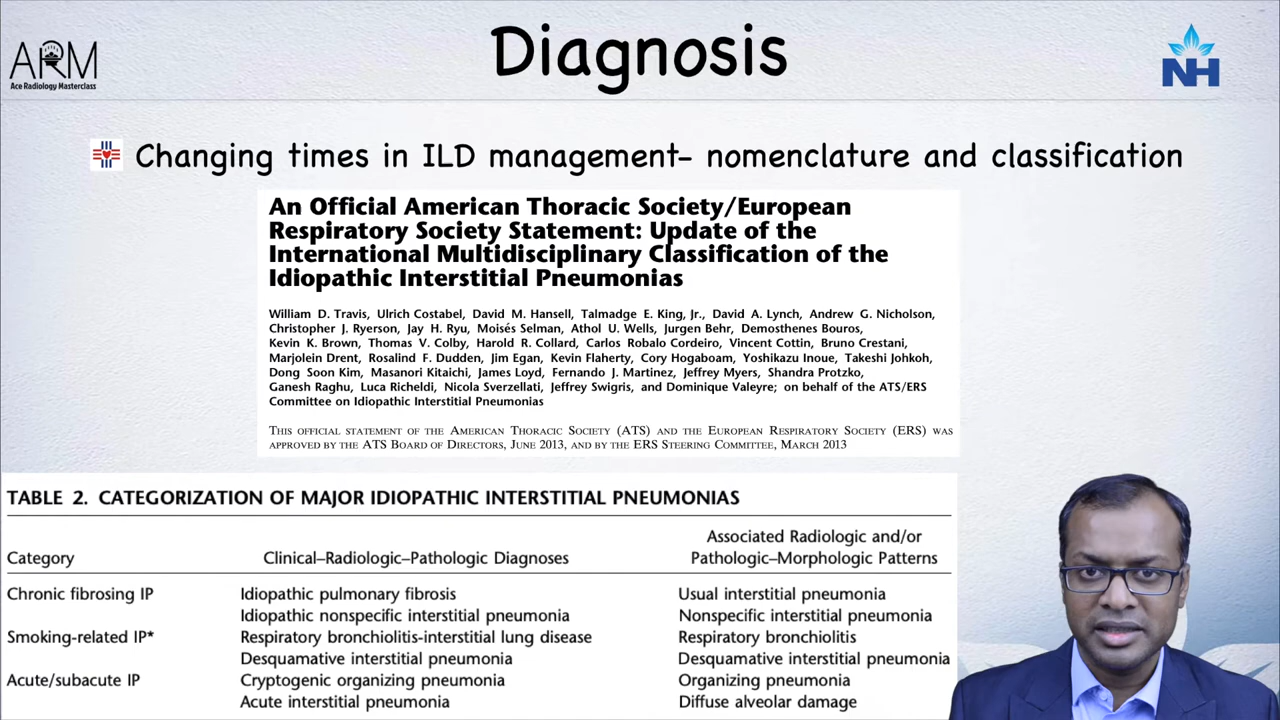 Diagnosis
ARM
Ace Radiology Masterclass
NH
Changing times in ILD management- nomenclature and classification
An Official American Thoracic Society/European
Respiratory Society Statement: Update of the
International Multidisciplinary Classification of the
Idiopathic Interstitial Pneumonias
William D. Travis, Ulrich Costabel, David M. Hansell, Talmadge E. King, Jr., David A. Lynch, Andrew G. Nicholson,
Christopher J. Ryerson, Jay H. Ryu, Moisés Selman, Athol U. Wells, Jurgen Behr, Demosthenes Bouros,
Kevin K. Brown, Thomas V. Colby, Harold R. Collard, Carlos Robalo Cordeiro, Vincent Cottin, Bruno Crestani,
Marjolein Drent, Rosalind F. Dudden, Jim Egan, Kevin Flaherty, Cory Hogaboam, Yoshikazu Inoue, Takeshi Johkoh,
Dong Soon Kim, Masanori Kitaichi, James Loyd, Fernando J. Martinez, Jeffrey Myers, Shandra Protzko,
Ganesh Raghu, Luca Richeldi, Nicola Sverzellati, Jeffrey Swigris, and Dominique Valeyre; on behalf of the ATS/ERS
Committee on Idiopathic Interstitial Pneumonias
THIS OFFICIAL STATEMENT OF THE AMERICAN THORACIC SOCIETY (ATS) AND THE EUROPEAN RESPIRATORY SOCIETY (ERS) WAS
APPROVED BY THE ATS BOARD OF DIRECTORS, JUNE 2013, AND BY THE ERS STEERING COMMITTEE, MARCH 2013
TABLE 2. CATEGORIZATION OF MAJOR IDIOPATHIC INTERSTITIAL PNEUMONIAS
Associated Radiologic and/or
Category Clinical–Radiologic–Pathologic Diagnoses Pathologic–Morphologic Patterns
Chronic fibrosing IP Idiopathic pulmonary fibrosis Usual interstitial pneumonia
Idiopathic nonspecific interstitial pneumonia Nonspecific interstitial pneumonia
Smoking-related IP* Respiratory bronchiolitis-interstitial lung disease Respiratory bronchiolitis
Desquamative interstitial pneumonia Desquamative interstitial pneumonia
Acute/subacute IP Cryptogenic organizing pneumonia Organizing pneumonia
Acute interstitial pneumonia Diffuse alveolar damage